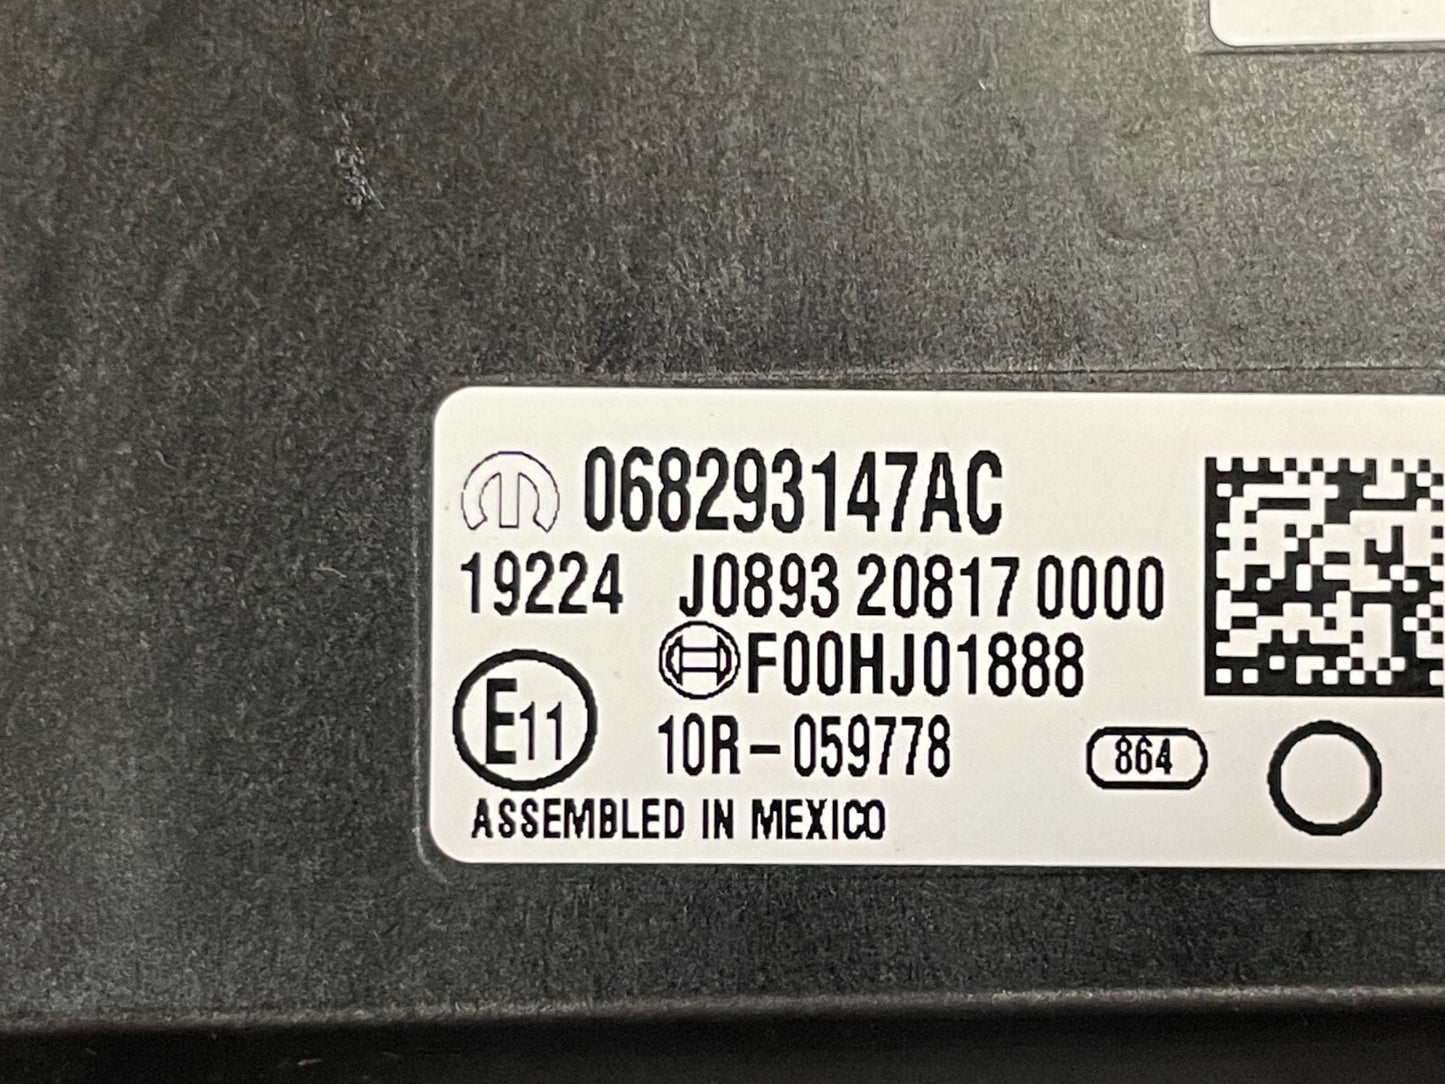 068293147AC
19224 J0893 20817 0000
F00HJ01888
E11
10R-059778
864
ASSEMBLED IN MEXICO